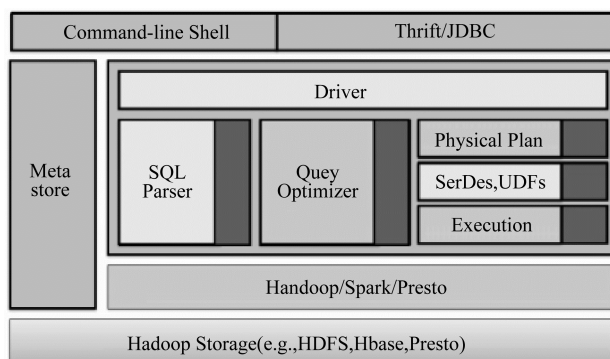 Command-line Shell
Thrift/JDBC
Meta
store
Driver
SQL
Parser
Quey
Optimizer
Physical Plan
SerDes,UDFs
Execution
Handoop/Spark/Presto
Hadoop Storage(e.g.,HDFS,Hbase,Presto)